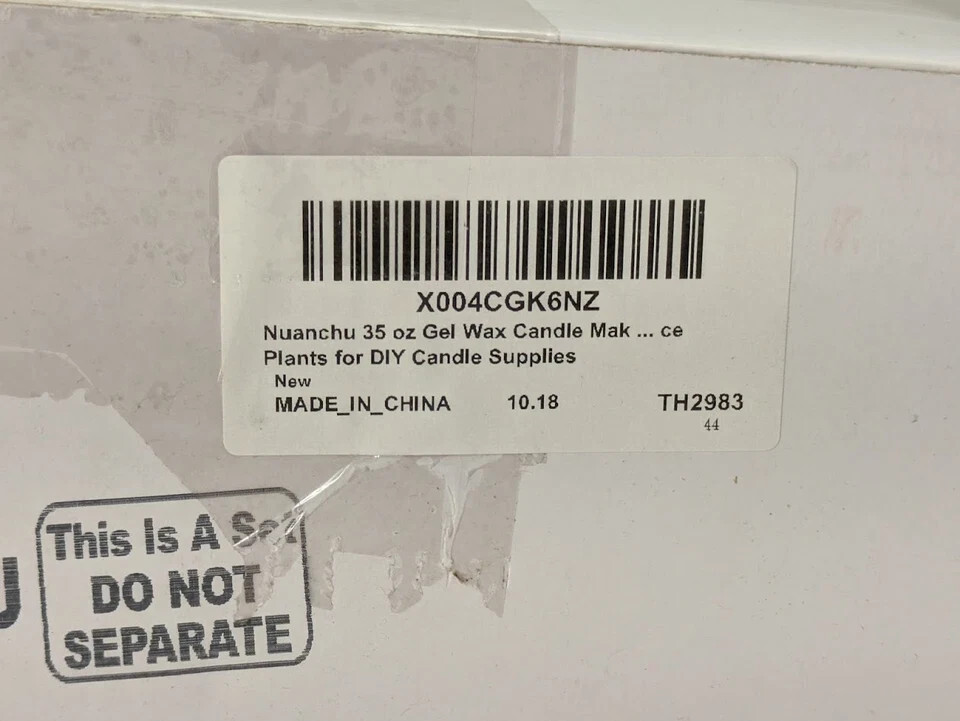 X004CGK6NZ
Nuanchu 35 oz Gel Wax Candle Mak ... ce
Plants for DIY Candle Supplies
New
MADE_IN_CHINA 10.18 TH2983
44
This Is A Set
DO NOT
SEPARATE